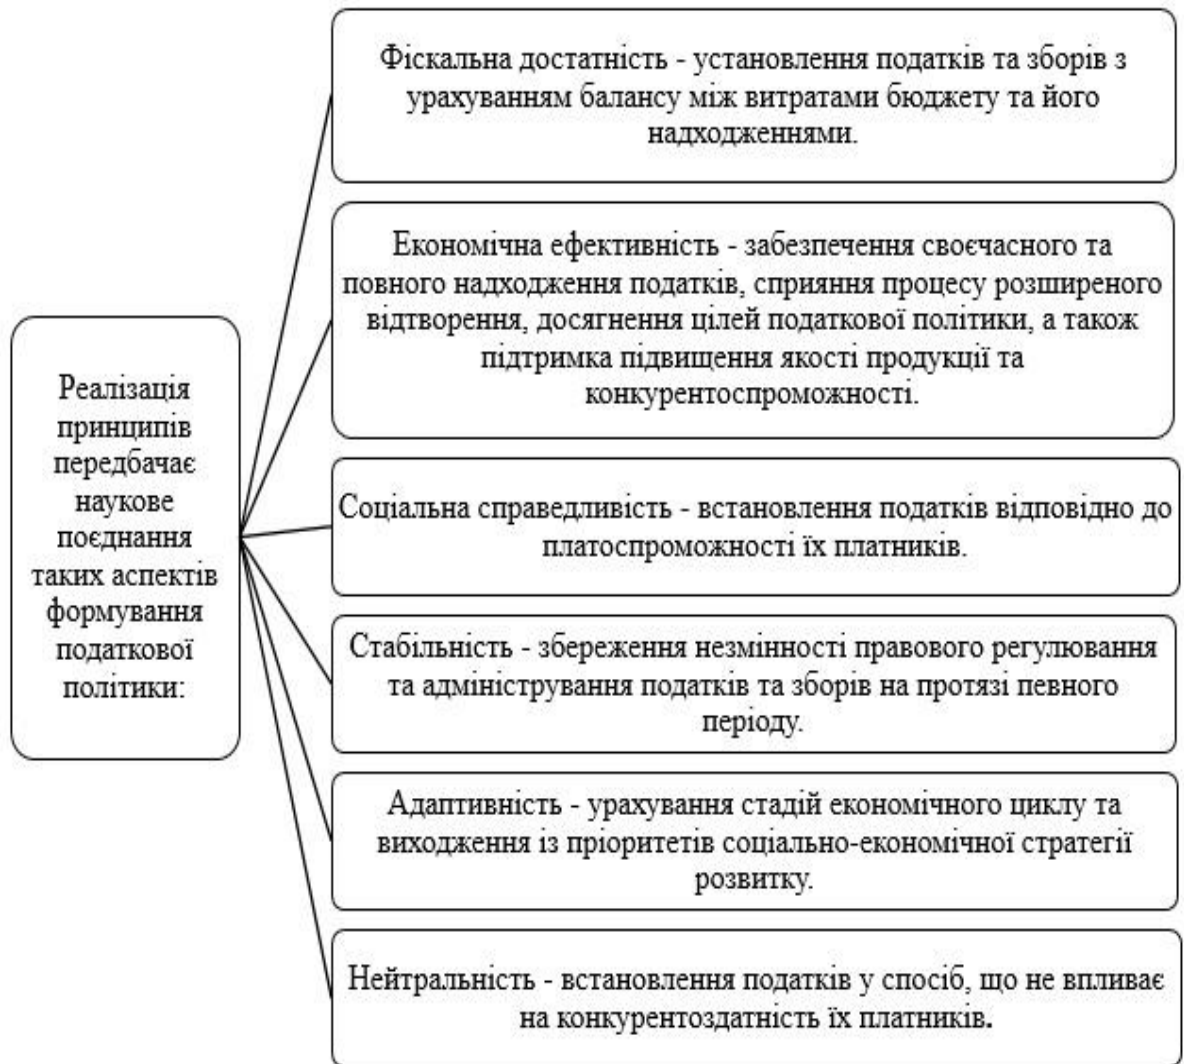 Реалізація
принципів
передбачає
наукове
поєднання
таких аспектів
формування
податкової
політики:
Фіскальна достатність - установлення податків та зборів з
урахуванням балансу між витратами бюджету та його
надходженнями.
Економічна ефективність - забезпечення своєчасного та
повного надходження податків, сприяння процесу розширеного
відтворення, досягнення цілей податкової політики, а також
підтримка підвищення якості продукції та
конкурентоспроможності.
Соціальна справедливість - встановлення податків відповідно до
платоспроможності їх платників.
Стабільність - збереження незмінності правового регулювання
та адміністрування податків та зборів на протязі певного
періоду.
Адаптивність - урахування стадій економічного циклу та
виходження із пріоритетів соціально-економічної стратегії
розвитку.
Нейтральність - встановлення податків у спосіб, що не впливає
на конкурентоздатність їх платників.